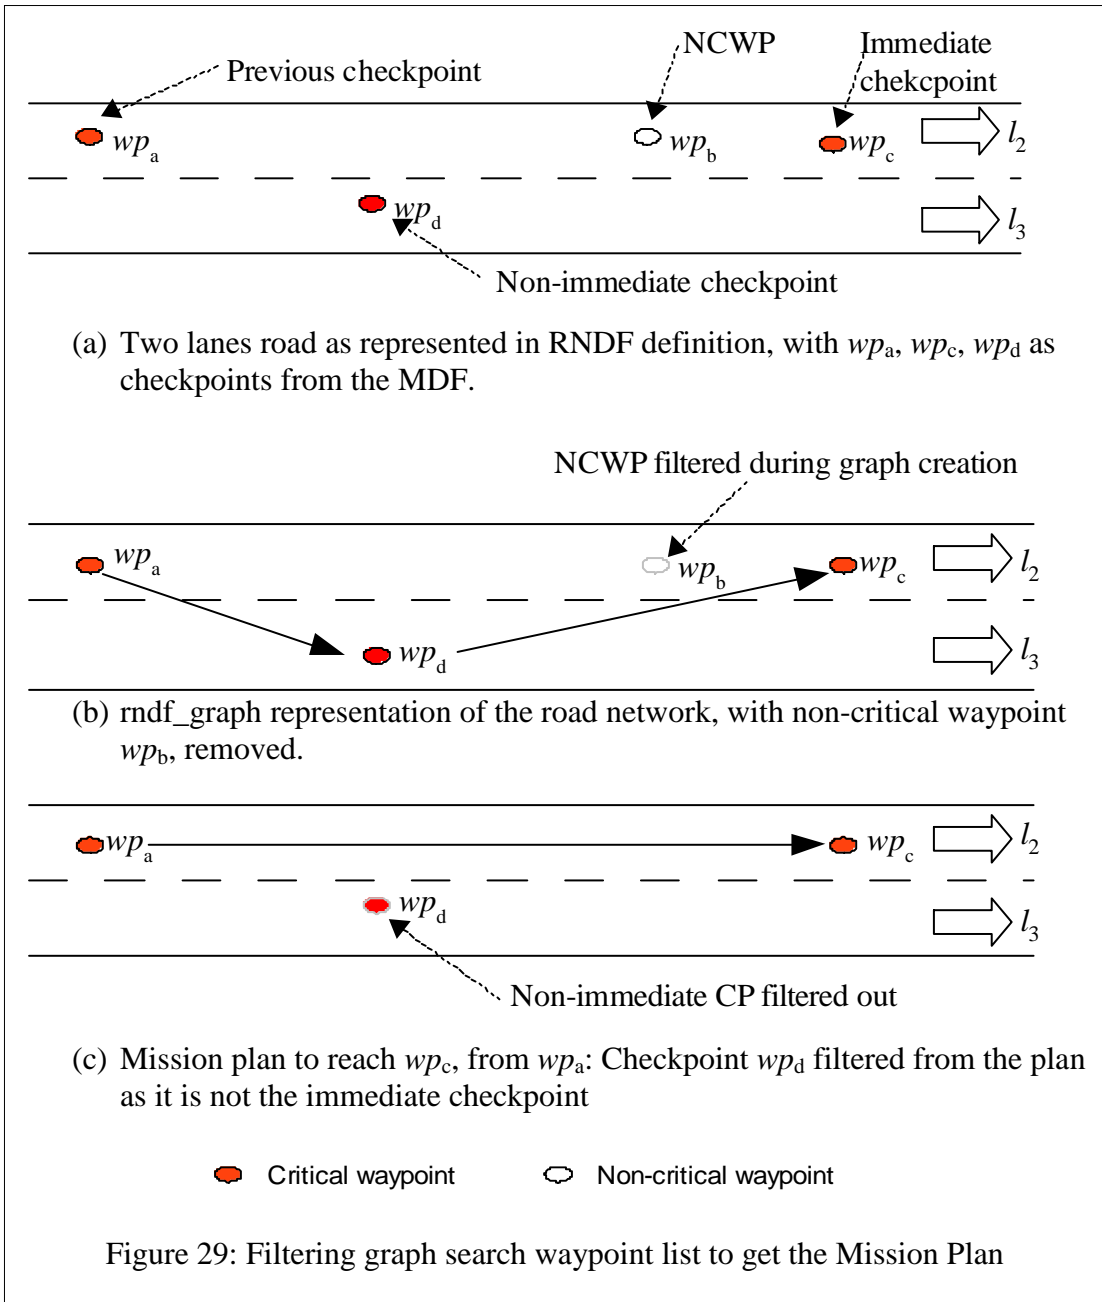 NCWP
Immediate
chekcpoint
Previous checkpoint
wpa
wpb
wpc
l2
wpd
l3
Non-immediate checkpoint
(a) Two lanes road as represented in RNDF definition, with wpa, wpc, wpd as
checkpoints from the MDF.
NCWP filtered during graph creation
wpa
wpb
wpc
l2
wpd
l3
(b) rndf_graph representation of the road network, with non-critical waypoint
wpb, removed.
wpa
wpc
l2
wpd
l3
Non-immediate CP filtered out
(c) Mission plan to reach wpc, from wpa: Checkpoint wpd filtered from the plan
as it is not the immediate checkpoint
Critical waypoint
Non-critical waypoint
Figure 29: Filtering graph search waypoint list to get the Mission Plan